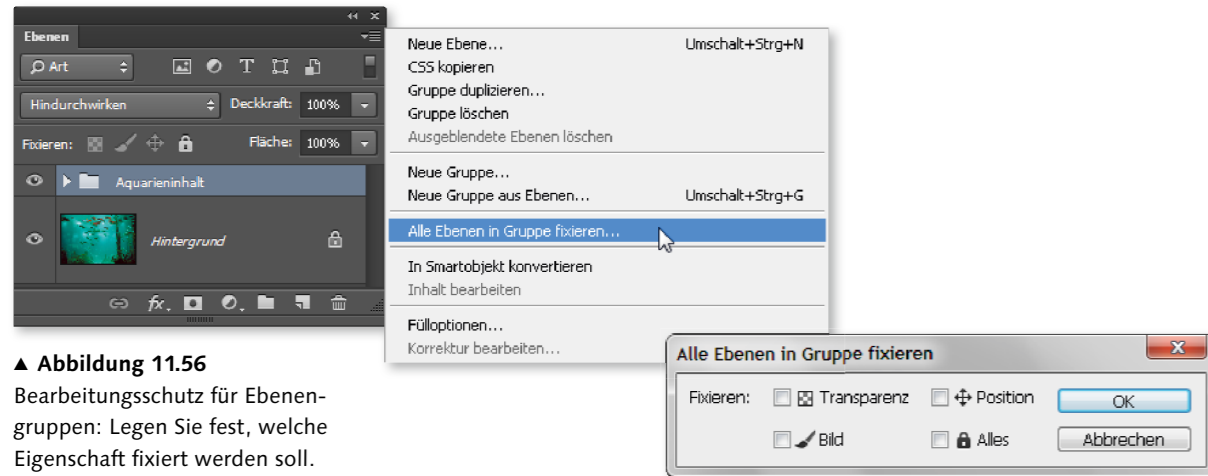 Ebenen
Art
Hindurchwirken Deckkraft: 100%
Fixieren: Fläche: 100%
Aquarieninhalt
Hintergrund
fx.
Neue Ebene... Umschalt+Strg+N
CSS kopieren
Gruppe duplizieren...
Gruppe löschen
Ausgeblendete Ebenen löschen
Neue Gruppe...
Neue Gruppe aus Ebenen... Umschalt+Strg+G
Alle Ebenen in Gruppe fixieren...
In Smartobjekt konvertieren
Inhalt bearbeiten
Fülloptionen...
Korrektur bearbeiten...
Alle Ebenen in Gruppe fixieren
Fixieren: Transparenz Position OK
Bild Alles Abbrechen
▲ Abbildung 11.56
Bearbeitungsschutz für Ebenen-
gruppen: Legen Sie fest, welche
Eigenschaft fixiert werden soll.